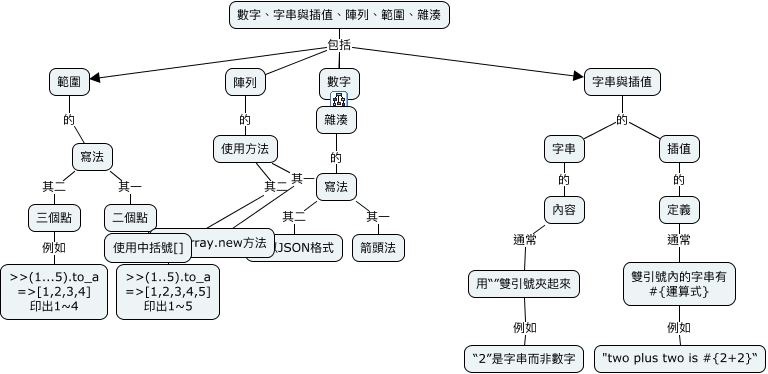 數字、字串與插值、陣列、範圍、雜湊
包括
範圍
陣列
數字
字串與插值
的
的
雜湊
的
寫法
使用方法
的
字串
插值
其二
其一
其二
其一
寫法
的
的
三個點
二個點
其二
其一
內容
定義
例如
使用中括號[]
rray.new方法
JSON格式
箭頭法
通常
通常
>>(1...5).to_a
=>[1,2,3,4]
印出1~4
>>(1..5).to_a
=>[1,2,3,4,5]
印出1~5
用“”雙引號夾起來
雙引號內的字串有
#{運算式}
例如
例如
“2”是字串而非數字
"two plus two is #{2+2}“